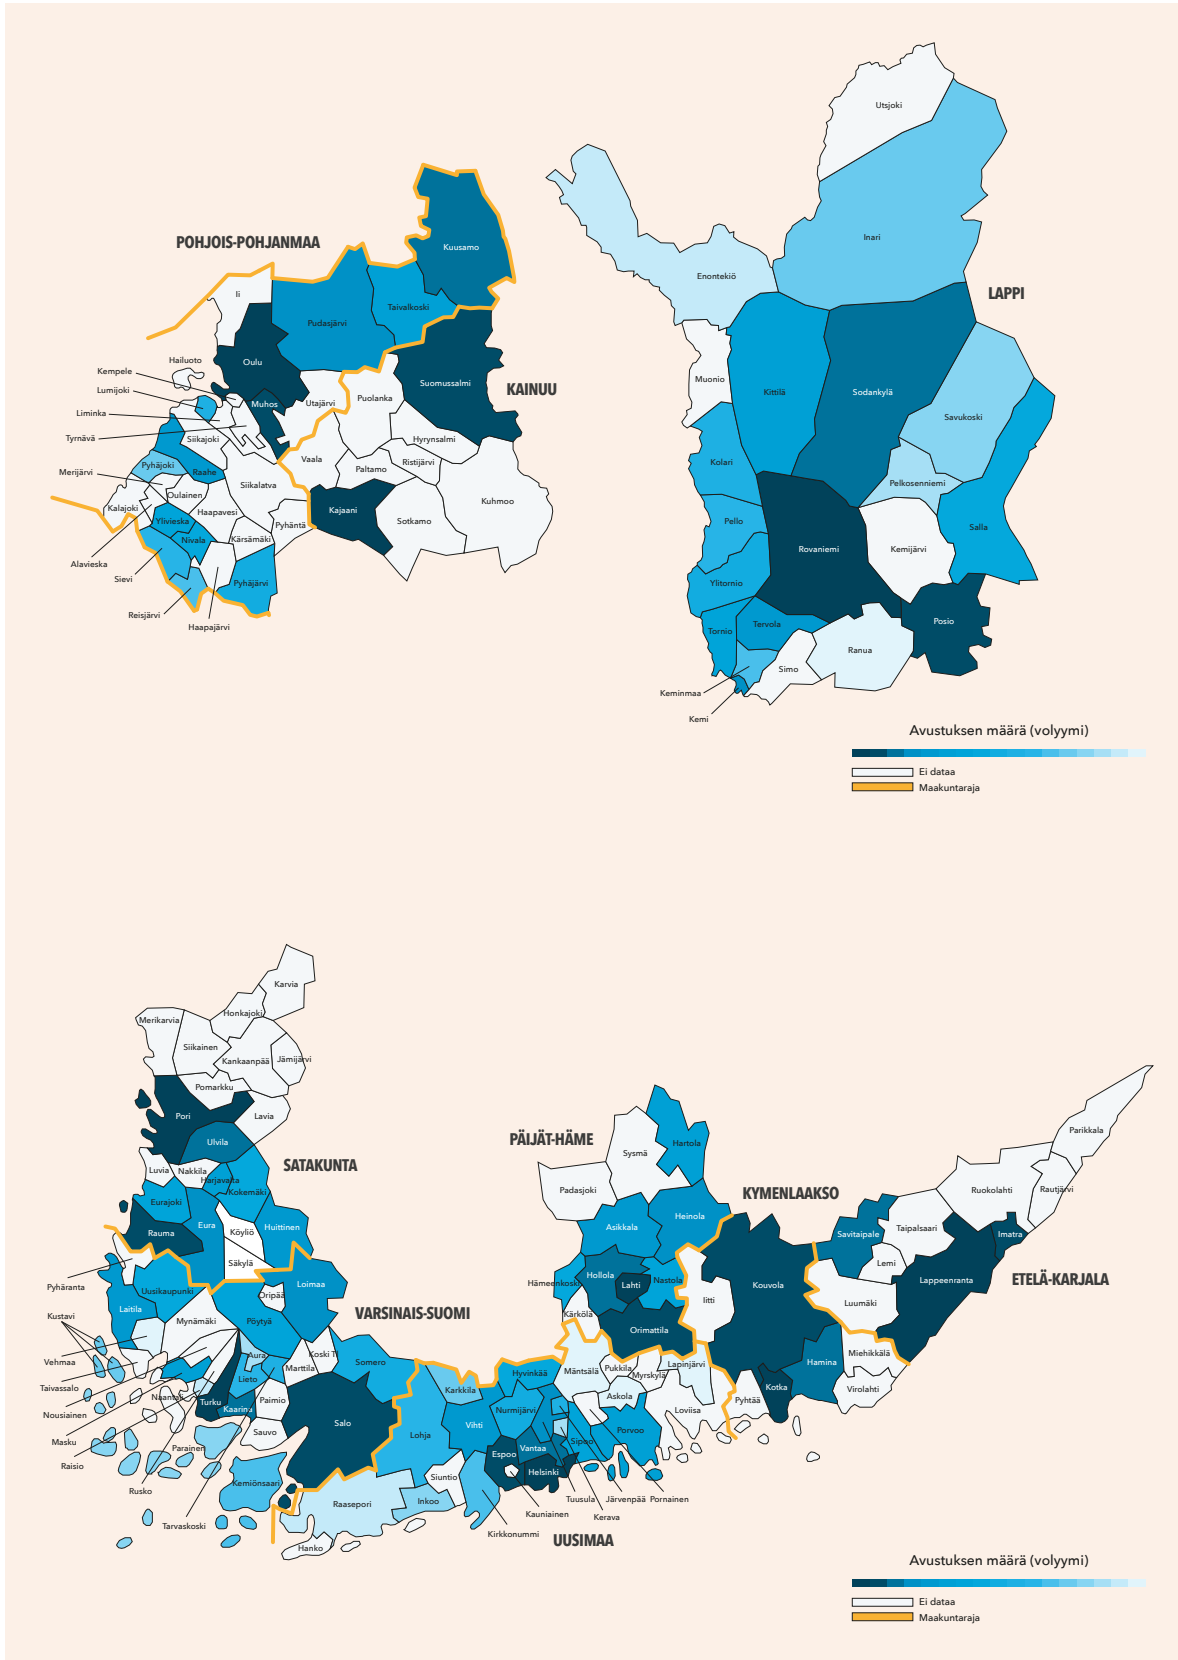 POHJOIS-POHJANMAA
Kuusamo
Ii
Taivalkoski
Pudasjärvi
Hailuoto
Oulu
Kempele
Lumijoki
Muhos
Utajärvi
Liminka
Tyrnävä
Siikajoki
Suomussalmi
KAINUU
Puolanka
Hyrynsalmi
Vaala
Paltamo
Ristijärvi
Pyhäjoki
Raahe
Merijärvi
Siikalatva
Oulainen
Kalajoki
Haapavesi
Kajaani
Sotkamo
Kuhmoo
Ylivieska
Pyhäntä
Nivala
Kärsämäki
Alavieska
Sievi
Pyhäjärvi
Reisjärvi
Haapajärvi
Utsjoki
Inari
Enontekiö
LAPPI
Muonio
Kittilä
Sodankylä
Savukoski
Kolari
Pelkosenniemi
Pello
Salla
Rovaniemi
Kemijärvi
Ylitornio
Tornio
Tervola
Posio
Ranua
Simo
Keminmaa
Kemi
Avustuksen määrä (volyymi)
Ei dataa
Maakuntaraja
Karvia
Honkajoki
Merikarvia
Siikainen
Kankaanpää
Jämijärvi
Pomarkku
Pori
Lavia
Ulvila
SATAKUNTA
Luvia
Nakkila
Harjavalta
Kokemäki
Eurajoki
Rauma
Eura
Köyliö
Huittinen
Säkylä
Pyhäranta
Uusikaupunki
Loimaa
Laitila
Oripää
Kustavi
Mynämäki
Pöytyä
VARSINAIS-SUOMI
Vehmaa
Aura
Koski Tl
Marttila
Somero
Taivassalo
Lieto
Naantali
Turku
Kaarina
Paimio
Nousiainen
Salo
Sauvo
Masku
Parainen
Raisio
Kemiönsaari
Rusko
Tarvaskoski
PÄIJÄT-HÄME
Hartola
Sysmä
Padasjoki
Heinola
Asikkala
Hämeenkoski
Hollola
Lahti
Nastola
Kärkölä
Orimattila
KYMENLAAKSO
Iitti
Kouvola
Hamina
Miehikkälä
Virolahti
Kotka
Pyhtää
Parikkala
Ruokolahti
Rautjärvi
Taipalsaari
Savitaipale
Imatra
Lemi
Lappeenranta
Luumäki
ETELÄ-KARJALA
Karkkila
Hyvinkää
Mäntsälä
Pukkila
Myrskylä
Lapinjärvi
Askola
Loviisa
Nurmijärvi
Vihti
Lohja
Porvoo
Sipoo
Vantaa
Espoo
Helsinki
Siuntio
Inkoo
Raasepori
Hanko
Kirkkonummi
Kauniainen
Tuusula
Kerava
Järvenpää
Pornainen
UUSIMAA
Avustuksen määrä (volyymi)
Ei dataa
Maakuntaraja